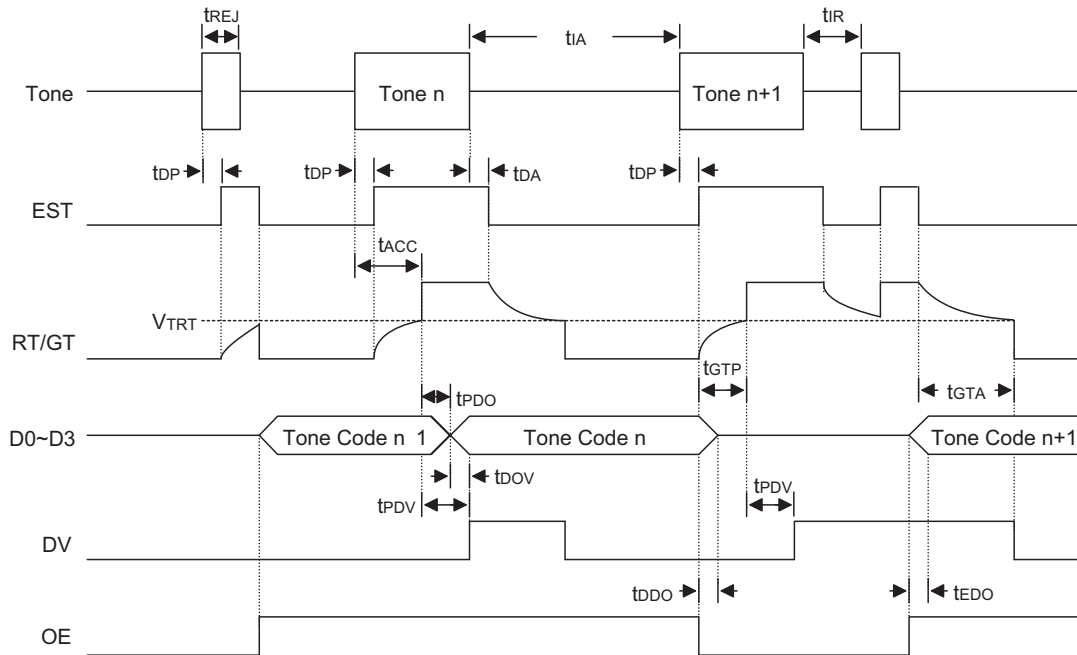 tREJ
tIA
tIR
Tone
Tone n
Tone n+1
tDP
tDP
tDA
tDP
EST
tACC
VTRT
RT/GT
tGTP
tGTA
tPDO
D0~D3
Tone Code n 1
Tone Code n
Tone Code n+1
tDOV
tPDV
tPDV
DV
tDDO
tEDO
OE